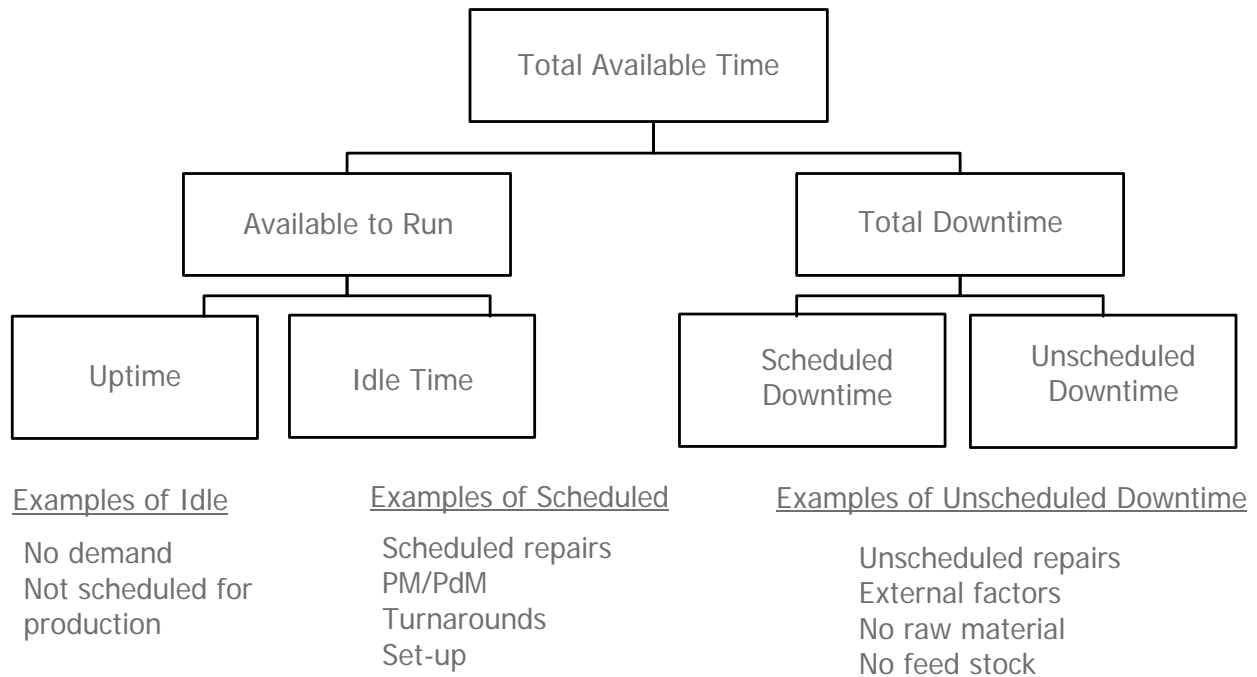 Total Available Time
Available to Run
Total Downtime
Uptime
Idle Time
Scheduled
Downtime
Unscheduled
Downtime
Examples of Idle
No demand
Not scheduled for
production
Examples of Scheduled
Scheduled repairs
PM/PdM
Turnarounds
Set-up
Examples of Unscheduled Downtime
Unscheduled repairs
External factors
No raw material
No feed stock